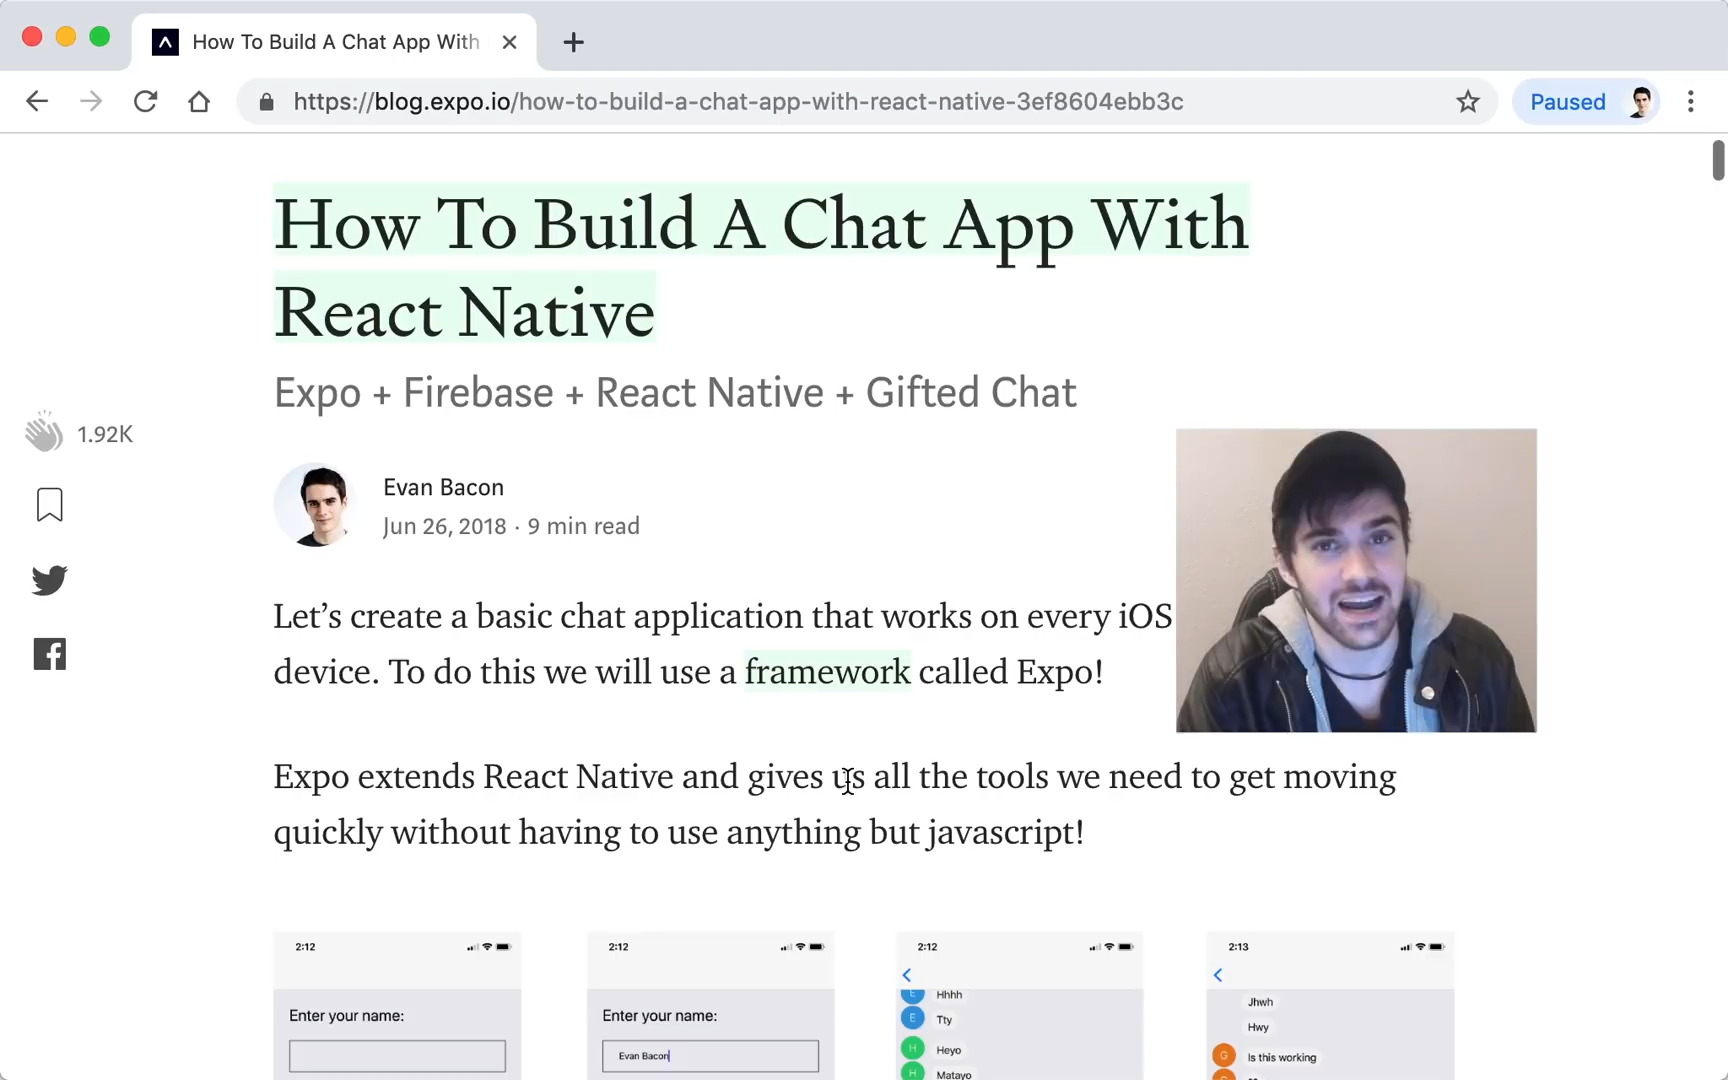 How To Build A Chat App With
https://blog.expo.io/how-to-build-a-chat-app-with-react-native-3ef8604ebb3c
Paused
How To Build A Chat App With
React Native
Expo + Firebase + React Native + Gifted Chat
1.92K
Evan Bacon
Jun 26, 2018 · 9 min read
Let’s create a basic chat application that works on every iOS
device. To do this we will use a framework called Expo!
Expo extends React Native and gives us all the tools we need to get moving
quickly without having to use anything but javascript!
2:12
Enter your name:
2:12
Enter your name:
Evan Bacon
2:12
E Hhhh
E Tty
H Heyo
H Matayo
2:13
Jhwh
Hwy
G Is this working